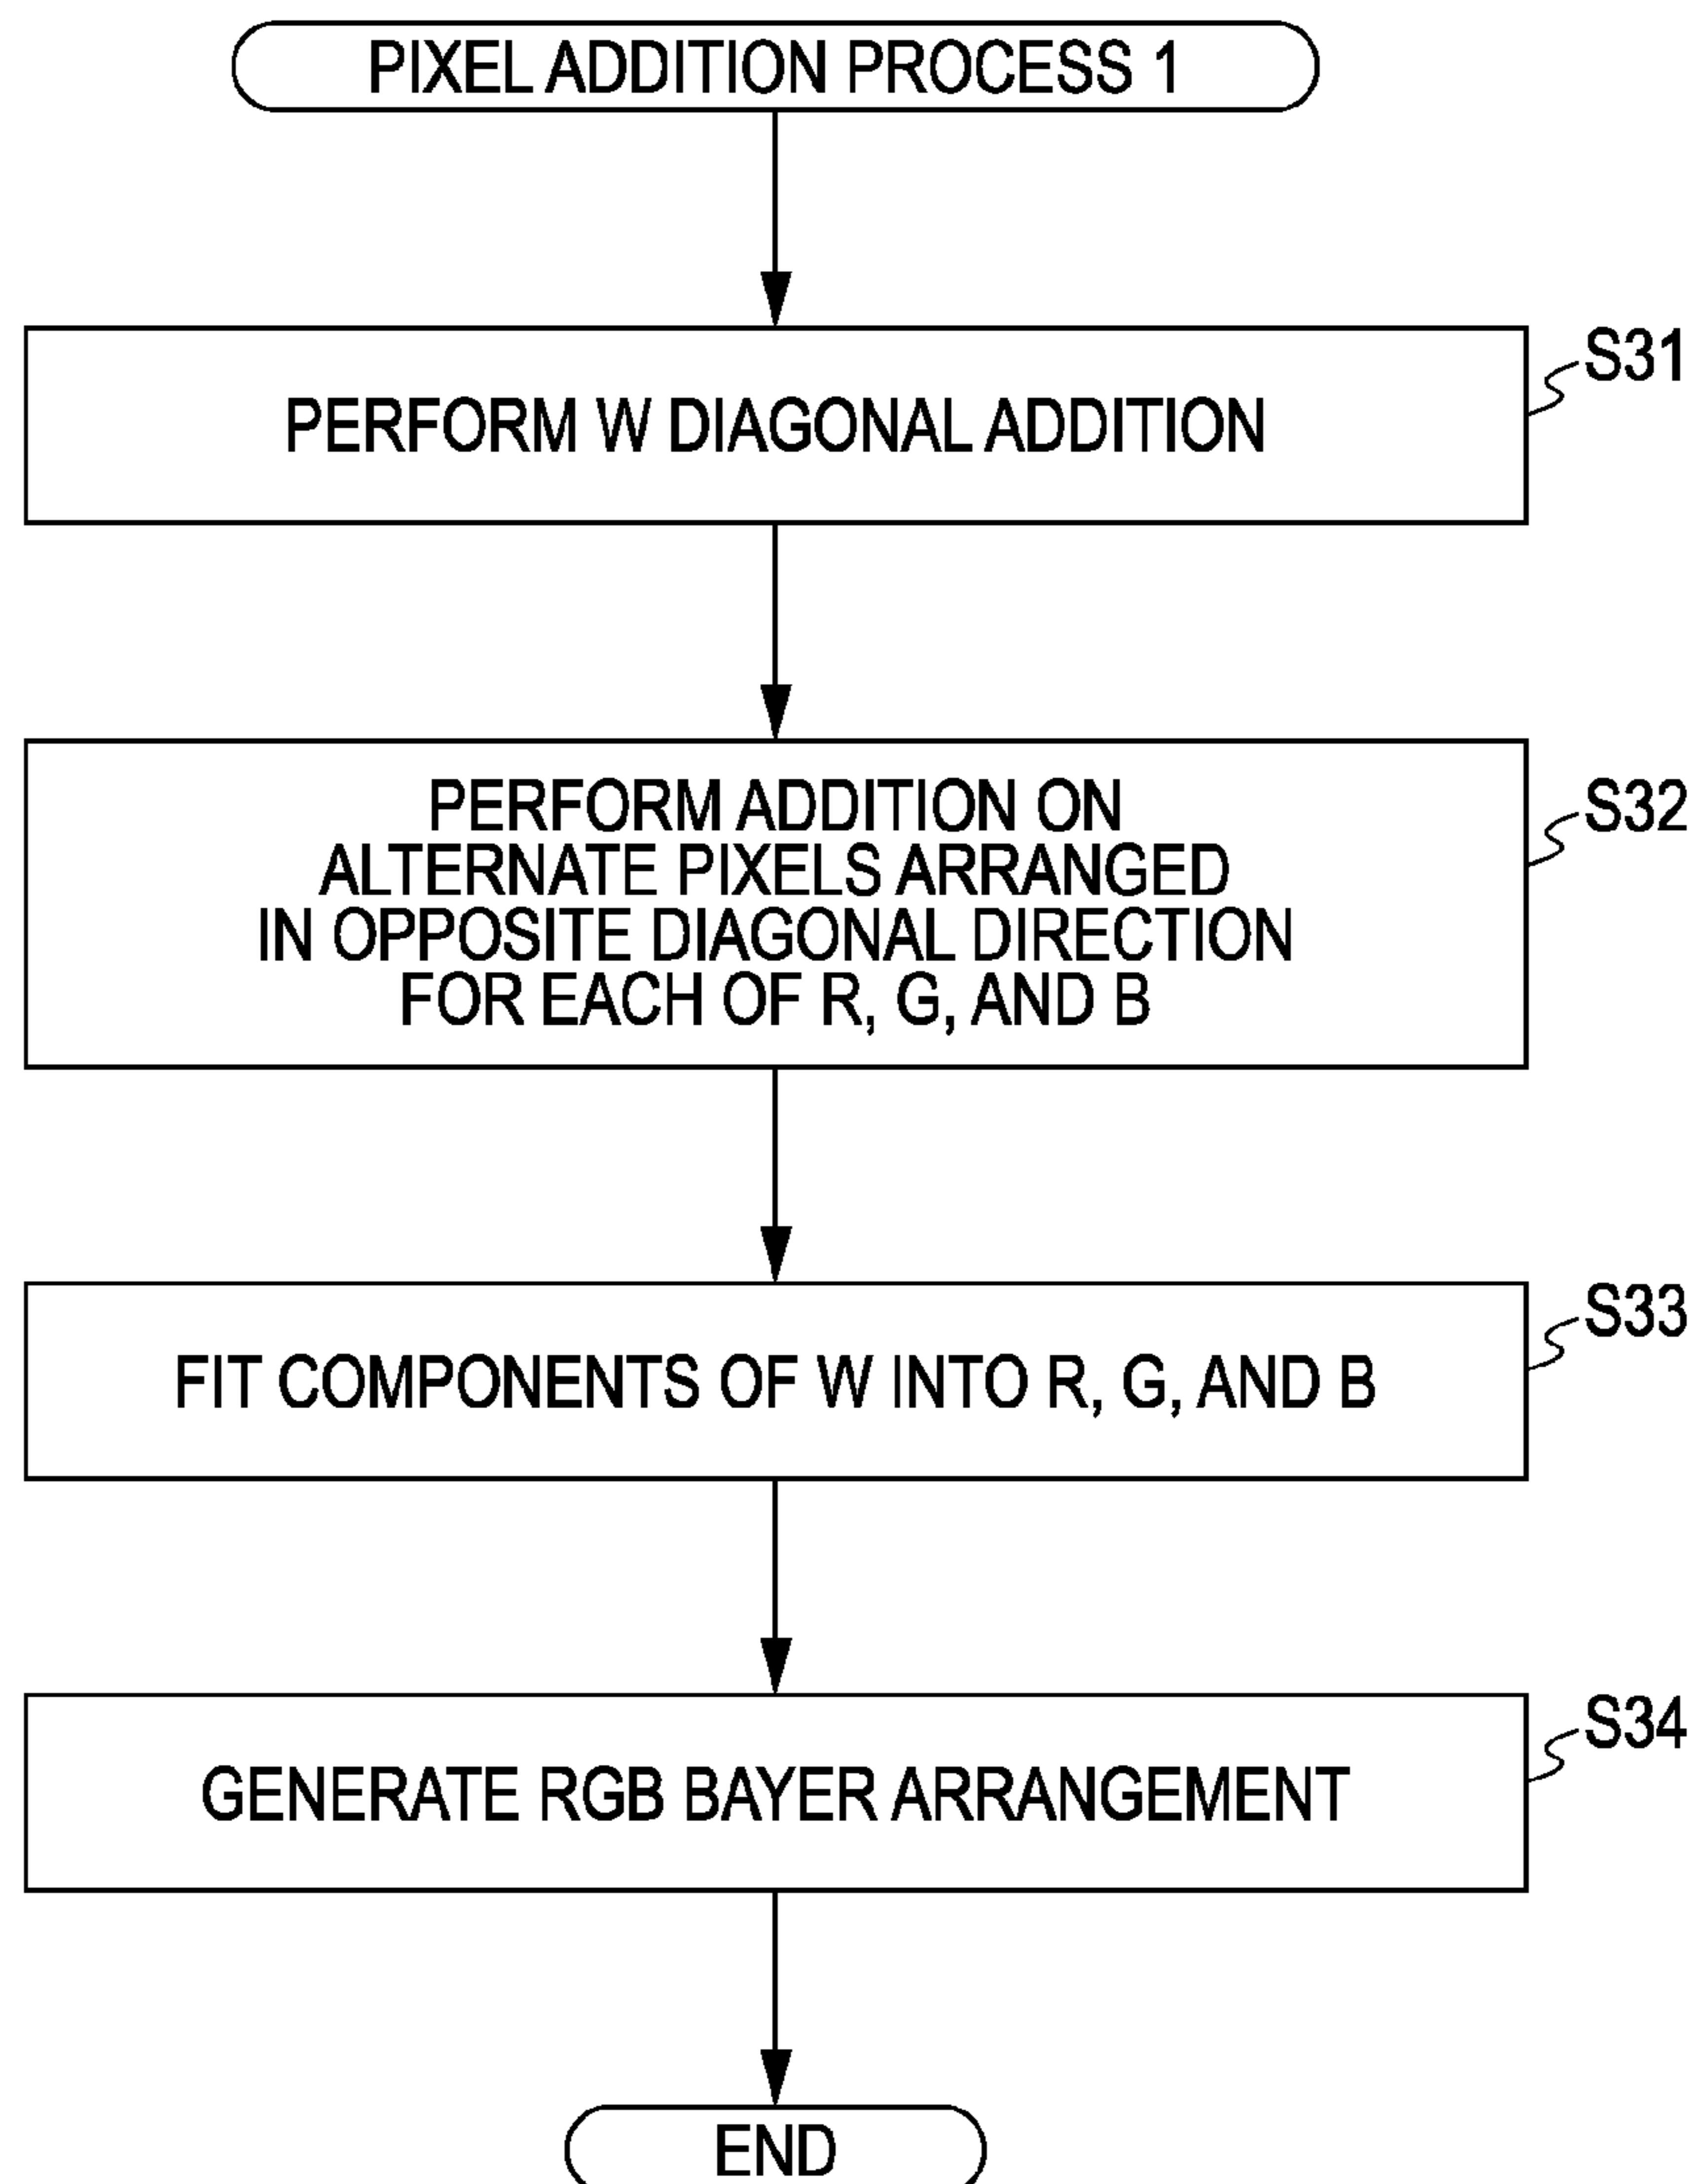 PIXEL ADDITION PROCESS 1
S31
PERFORM W DIAGONAL ADDITION
S32
PERFORM ADDITION ON
ALTERNATE PIXELS ARRANGED
IN OPPOSITE DIAGONAL DIRECTION
FOR EACH OF R, G, AND B
S33
FIT COMPONENTS OF W INTO R, G, AND B
S34
GENERATE RGB BAYER ARRANGEMENT
END